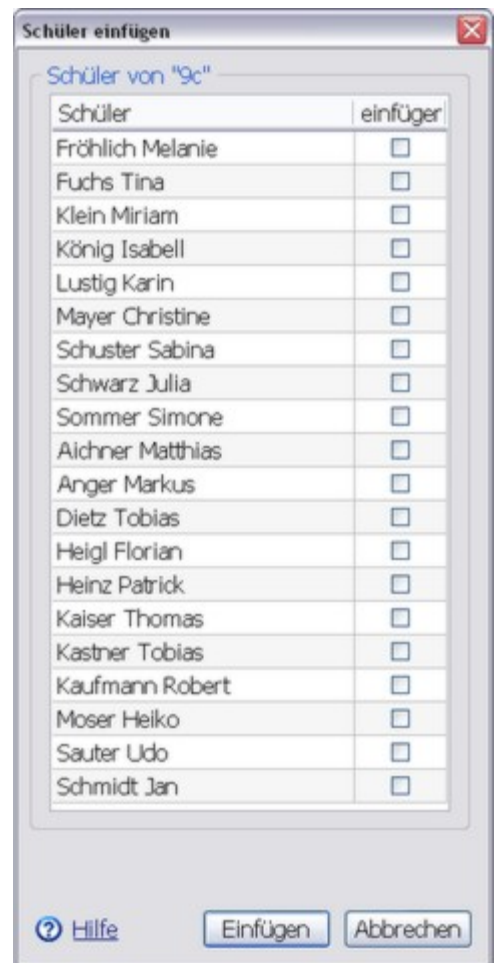 Schüler einfügen
Schüler von "9c"
Schüler einfüger
Fröhlich Melanie
Fuchs Tina
Klein Miriam
König Isabell
Lustig Karin
Mayer Christine
Schuster Sabina
Schwarz Julia
Sommer Simone
Aichner Matthias
Anger Markus
Dietz Tobias
Heigl Florian
Heinz Patrick
Kaiser Thomas
Kastner Tobias
Kaufmann Robert
Moser Heiko
Sauter Udo
Schmidt Jan
Hilfe Einfügen Abbrechen